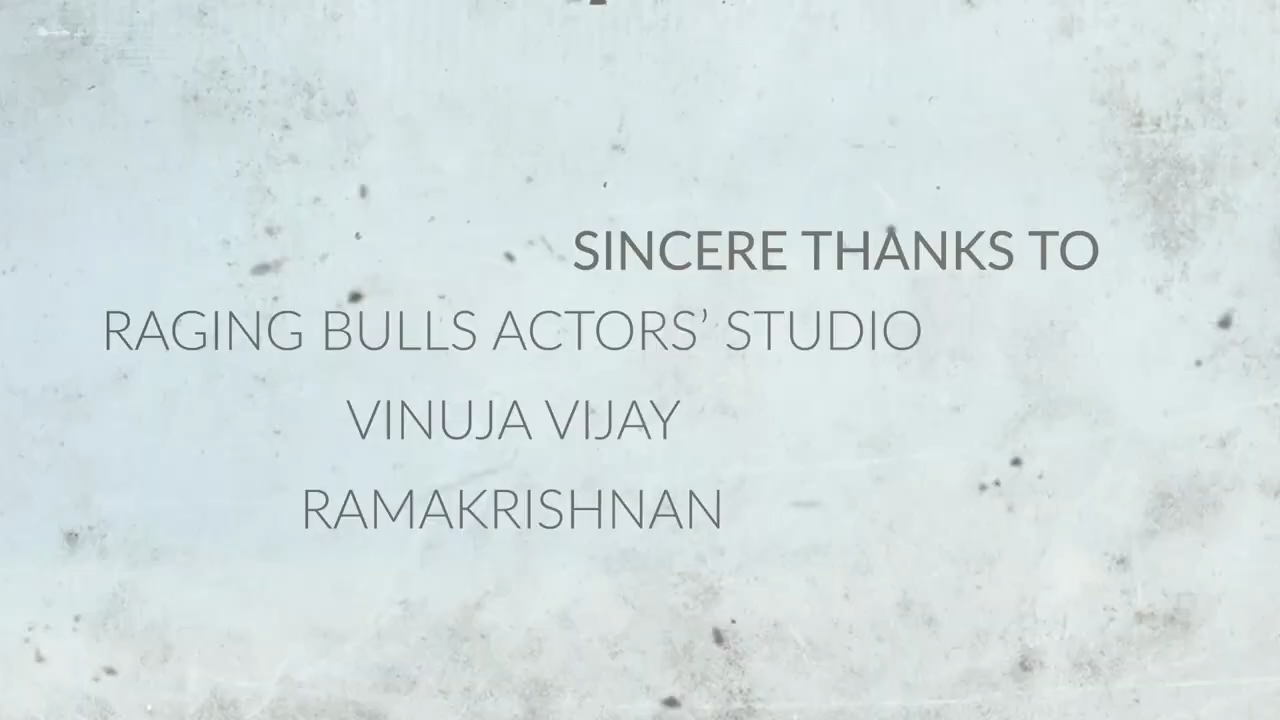 SINCERE THANKS TO
RAGING BULLS ACTORS’ STUDIO
VINUJA VIJAY
RAMAKRISHNAN